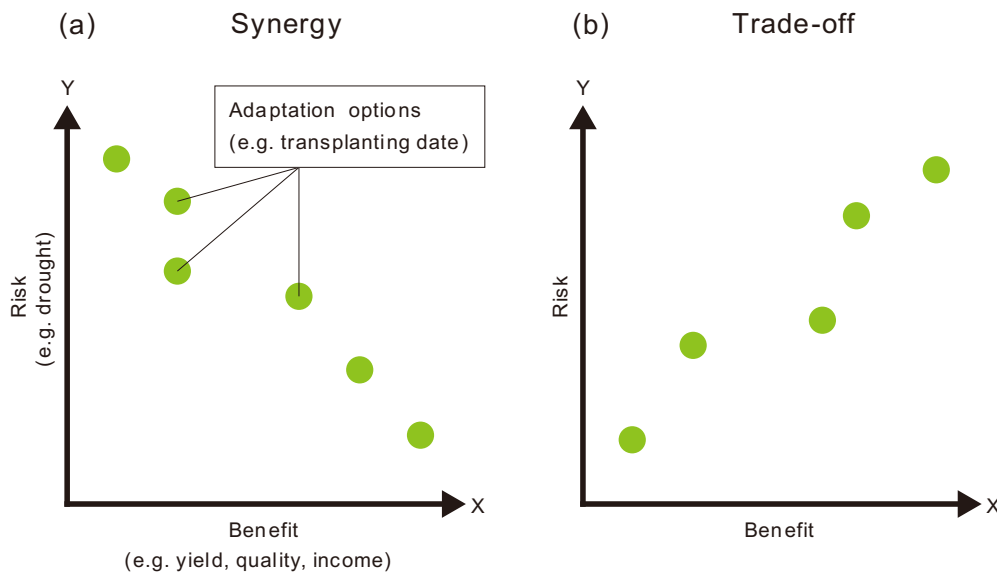 (a) Synergy
Y
Adaptation options
(e.g. transplanting date)
Risk
(e.g. drought)
X
Benefit
(e.g. yield, quality, income)
(b) Trade-off
Y
Risk
X
Benefit